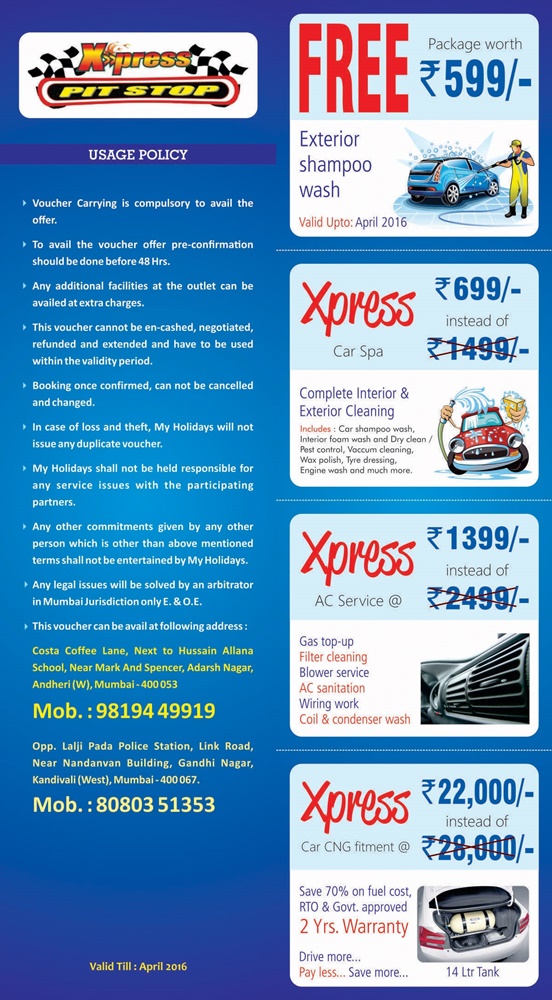 X-press
PIT STOP
USAGE POLICY
Voucher Carrying is compulsory to avail the
offer.
To avail the voucher offer pre-confirmation
should be done before 48 Hrs.
Any additional facilities at the outlet can be
availed at extra charges.
This voucher cannot be en-cashed, negotiated,
refunded and extended and have to be used
within the validity period.
Booking once confirmed, can not be cancelled
and changed.
In case of loss and theft, My Holidays will not
issue any duplicate voucher.
My Holidays shall not be held responsible for
any service issues with the participating
partners.
Any other commitments given by any other
person which is other than above mentioned
terms shall not be entertained by My Holidays.
Any legal issues will be solved by an arbitrator
in Mumbai Jurisdiction only E. & O.E.
This voucher can be avail at following address :
Costa Coffee Lane, Next to Hussain Allana
School, Near Mark And Spencer, Adarsh Nagar,
Andheri (W), Mumbai - 400 053
Mob. : 98194 49919
Opp. Lalji Pada Police Station, Link Road,
Near Nandanvan Building, Gandhi Nagar,
Kandivali (West), Mumbai - 400 067.
Mob. : 80803 51353
Valid Till : April 2016
FREE
Package worth
₹599/-
Exterior
shampoo
wash
Valid Upto: April 2016
Xpress
Car Spa
₹699/-
instead of
₹1499/-
Complete Interior &
Exterior Cleaning
Includes : Car shampoo wash,
Interior foam wash and Dry clean /
Pest control, Vaccum cleaning,
Wax polish, Tyre dressing,
Engine wash and much more.
Xpress
AC Service @
₹1399/-
instead of
₹2499/-
Gas top-up
Filter cleaning
Blower service
AC sanitation
Wiring work
Coil & condenser wash
Xpress
Car CNG fitment @
₹22,000/-
instead of
₹28,000/-
Save 70% on fuel cost,
RTO & Govt. approved
2 Yrs. Warranty
Drive more...
Pay less... Save more...
14 Ltr Tank